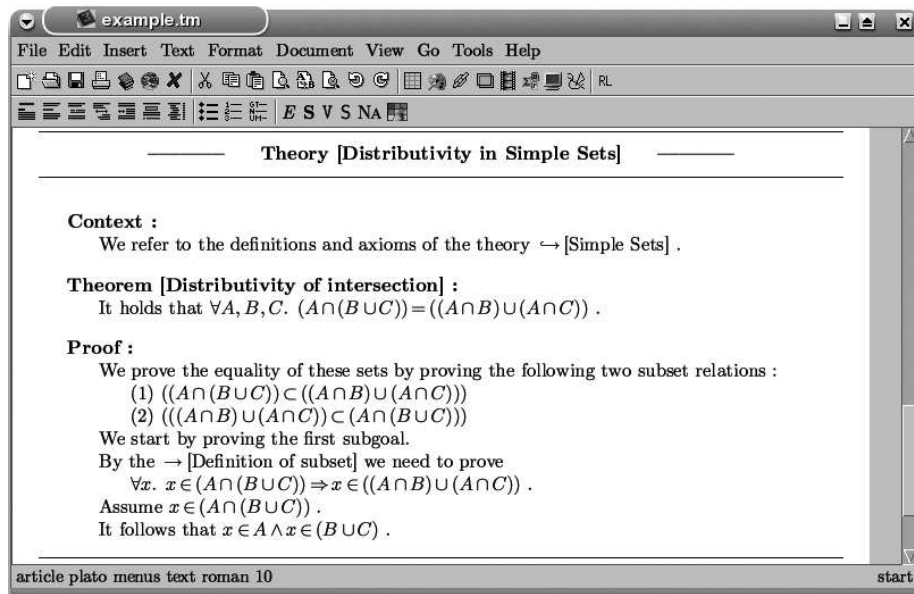 example.tm
File Edit Insert Text Format Document View Go Tools Help
RL
E S V S NA
Theory [Distributivity in Simple Sets]
Context :
We refer to the definitions and axioms of the theory ↪[Simple Sets] .
Theorem [Distributivity of intersection] :
It holds that ∀A, B, C. (A∩(B∪C))=((A∩B)∪(A∩C)) .
Proof :
We prove the equality of these sets by proving the following two subset relations :
(1) ((A∩(B∪C))⊂((A∩B)∪(A∩C)))
(2) (((A∩B)∪(A∩C))⊂(A∩(B∪C)))
We start by proving the first subgoal.
By the → [Definition of subset] we need to prove
∀x. x∈(A∩(B∪C))⇒x∈((A∩B)∪(A∩C)) .
Assume x∈(A∩(B∪C)) .
It follows that x∈A∧x∈(B∪C) .
article plato menus text roman 10 start